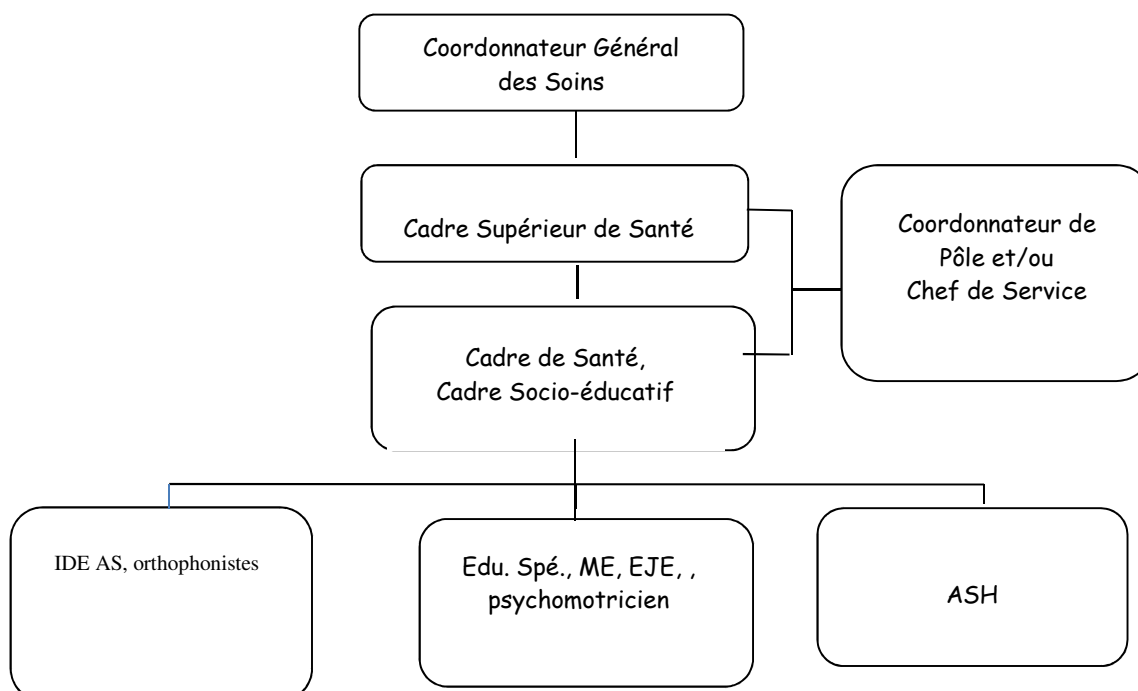 Coordonnateur Général
des Soins
Cadre Supérieur de Santé
Coordonnateur de
Pôle et/ou
Chef de Service
Cadre de Santé,
Cadre Socio-éducatif
IDE AS, orthophonistes
Edu. Spé., ME, EJE, ,
psychomotricien
ASH